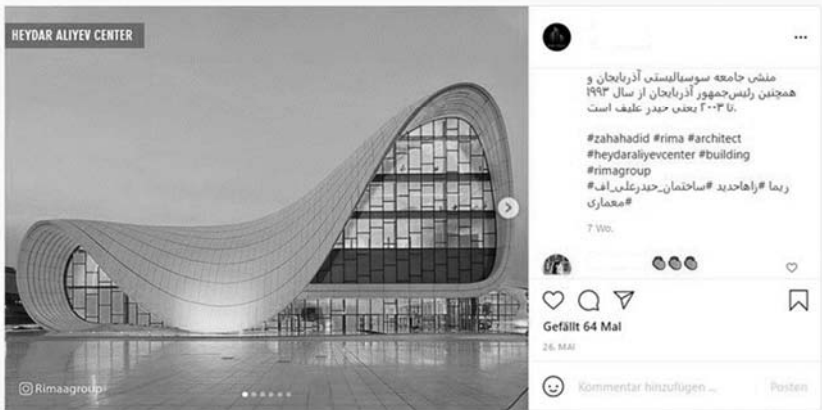 HEYDAR ALIYEV CENTER
Rimaagroup
منشی جامعه سوسیالیستی آذربایجان و
همچنین رئیس‌جمهور آذربایجان از سال ۱۹۹۳
تا ۲۰۰۳ یعنی حیدر علیف است.
#zahahadid #rima #architect
#heydaraliyevcenter #building
#rimagroup
#ریما #زاهاحدید #ساختمان_حیدرعلی_اف
#معماری
7 Wo.
Gefällt 64 Mal
26. MAI
Kommentar hinzufügen ...
Posten